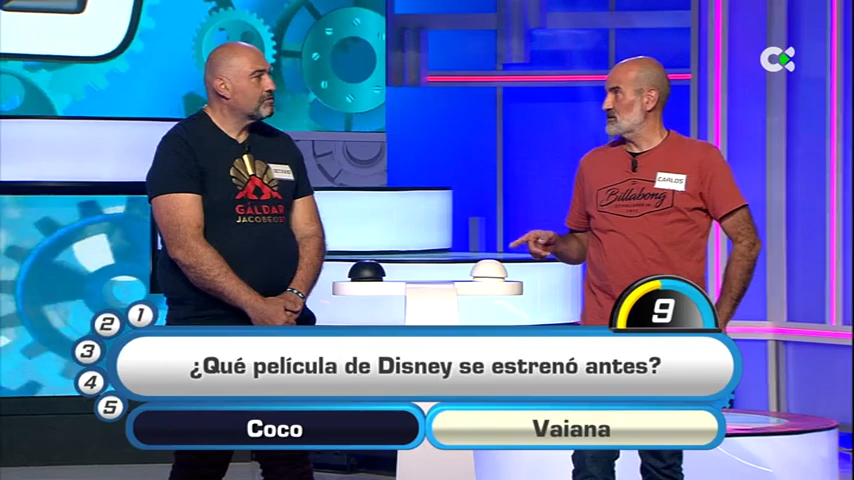 GÁLDAR
JACOBEO
CARLOS
Billabong
9
1
2
3
4
5
¿Qué película de Disney se estrenó antes?
Coco
Vaiana